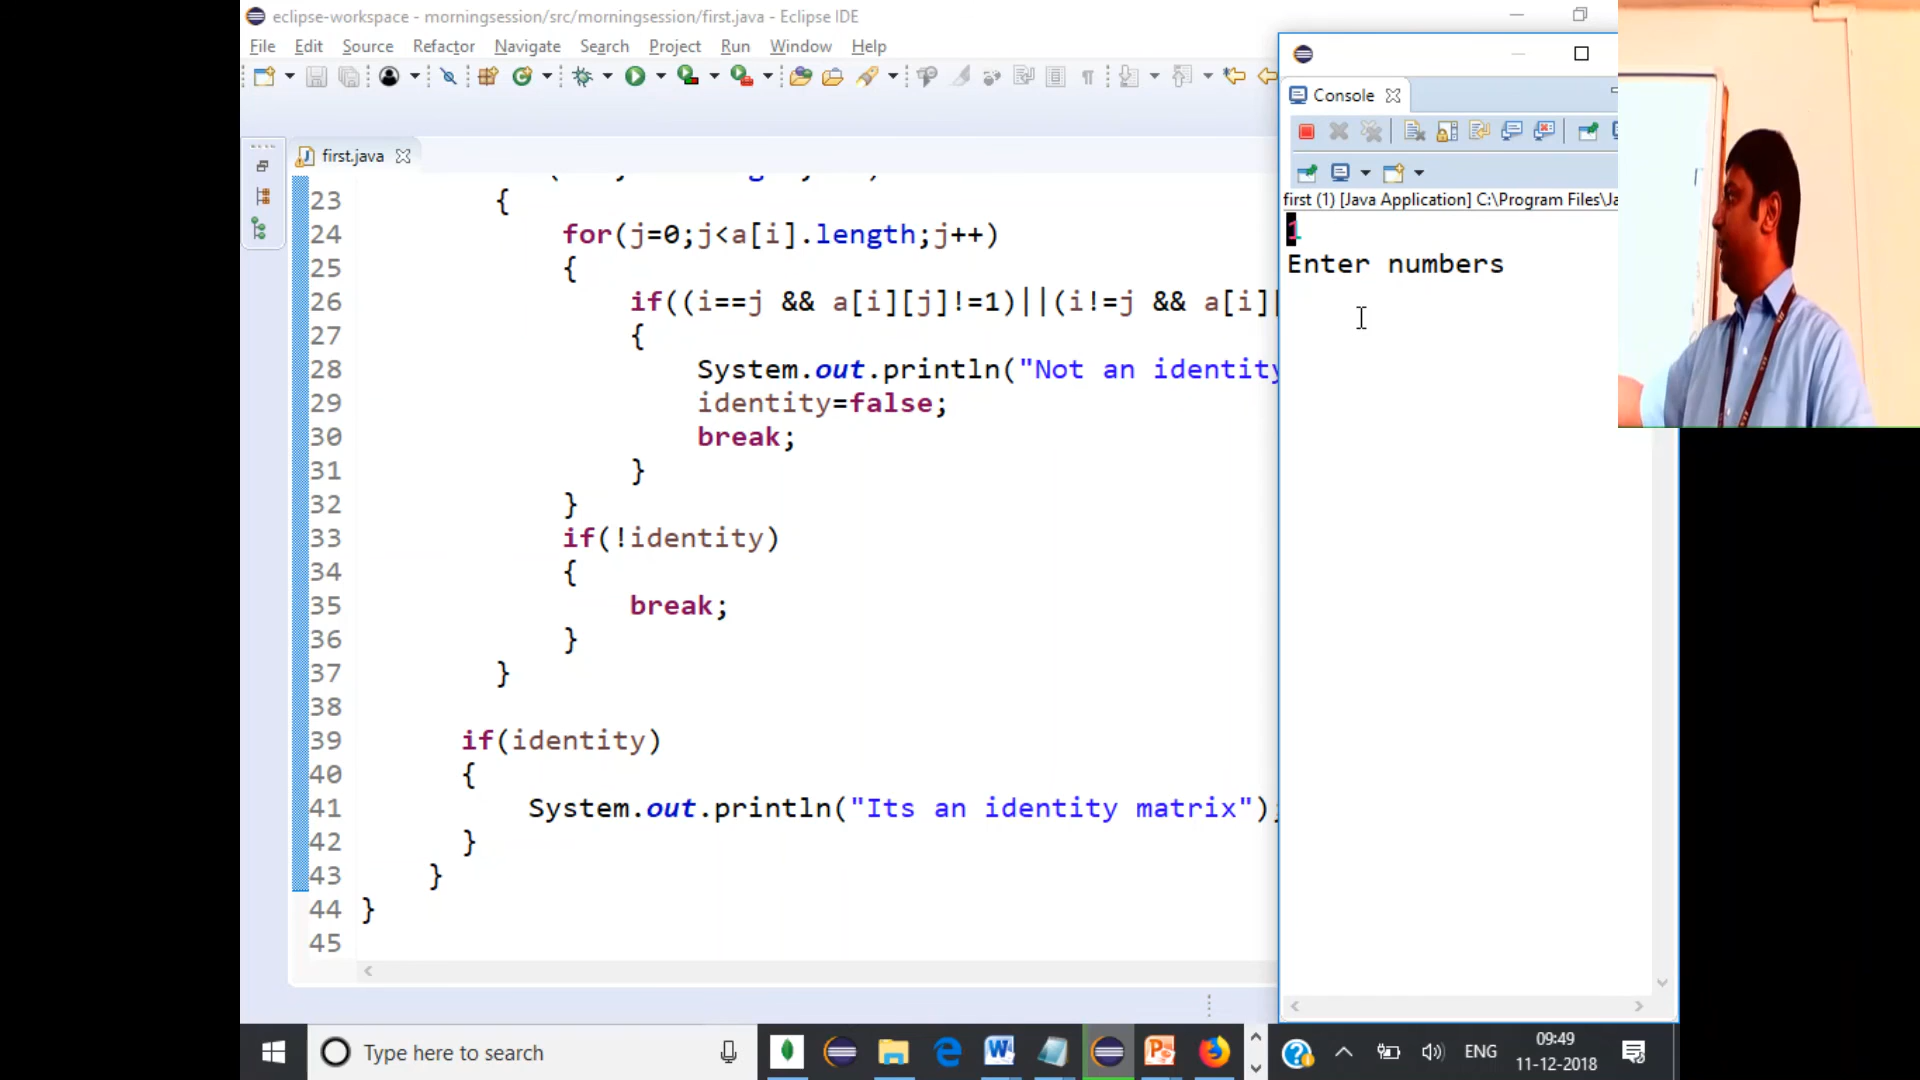 eclipse-workspace - morningsession/src/morningsession/first.java - Eclipse IDE
File Edit Source Refactor Navigate Search Project Run Window Help
first.java
23 {
24 for(j=0;j<a[i].length;j++)
25 {
26 if((i==j && a[i][j]!=1)||(i!=j && a[i]
27 {
28 System.out.println("Not an identity
29 identity=false;
30 break;
31 }
32 }
33 if(!identity)
34 {
35 break;
36 }
37 }
38
39 if(identity)
40 {
41 System.out.println("Its an identity matrix");
42 }
43 }
44 }
45
Console
first (1) [Java Application] C:\Program Files\Ja
1
Enter numbers
Type here to search
ENG
09:49
11-12-2018